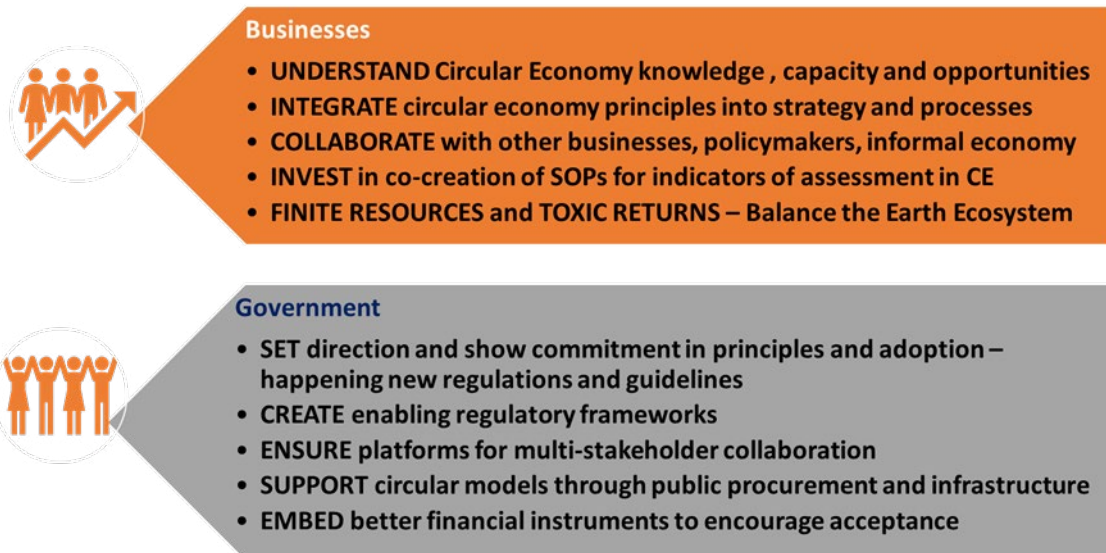 Businesses
• UNDERSTAND Circular Economy knowledge , capacity and opportunities
• INTEGRATE circular economy principles into strategy and processes
• COLLABORATE with other businesses, policymakers, informal economy
• INVEST in co-creation of SOPs for indicators of assessment in CE
• FINITE RESOURCES and TOXIC RETURNS – Balance the Earth Ecosystem
Government
• SET direction and show commitment in principles and adoption –
happening new regulations and guidelines
• CREATE enabling regulatory frameworks
• ENSURE platforms for multi-stakeholder collaboration
• SUPPORT circular models through public procurement and infrastructure
• EMBED better financial instruments to encourage acceptance